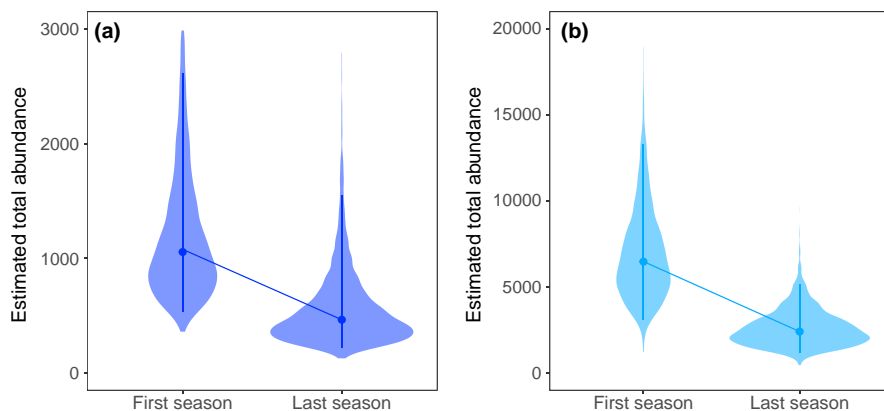 (a)
Estimated total abundance
3000
2000
1000
0
First season
Last season
(b)
Estimated total abundance
20000
15000
10000
5000
0
First season
Last season